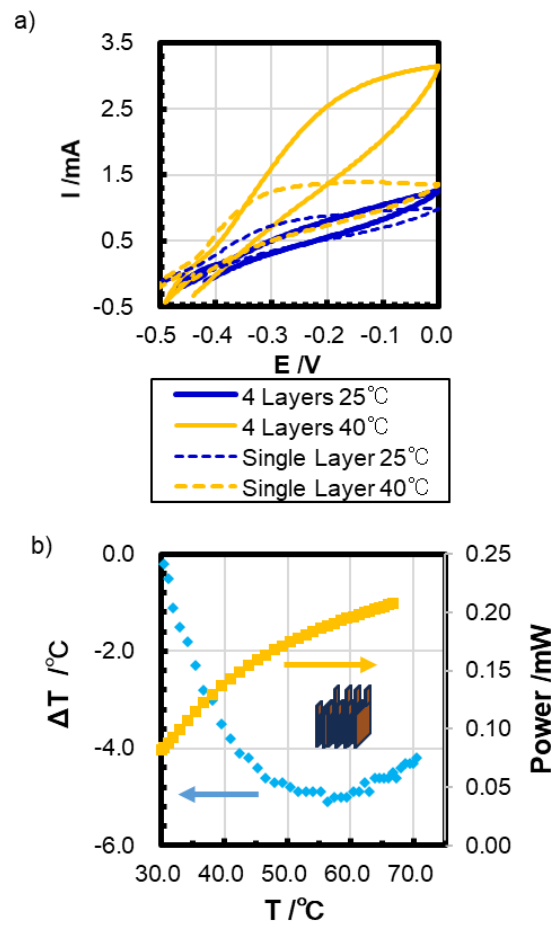 a)
3.5
2.5
1.5
0.5
-0.5
I /mA
-0.5 -0.4 -0.3 -0.2 -0.1 0.0
E /V
4 Layers 25℃
4 Layers 40℃
Single Layer 25℃
Single Layer 40℃
b)
0.0
-2.0
-4.0
-6.0
ΔT /℃
0.25
0.20
0.15
0.10
0.05
0.00
Power /mW
30.0 40.0 50.0 60.0 70.0
T /℃